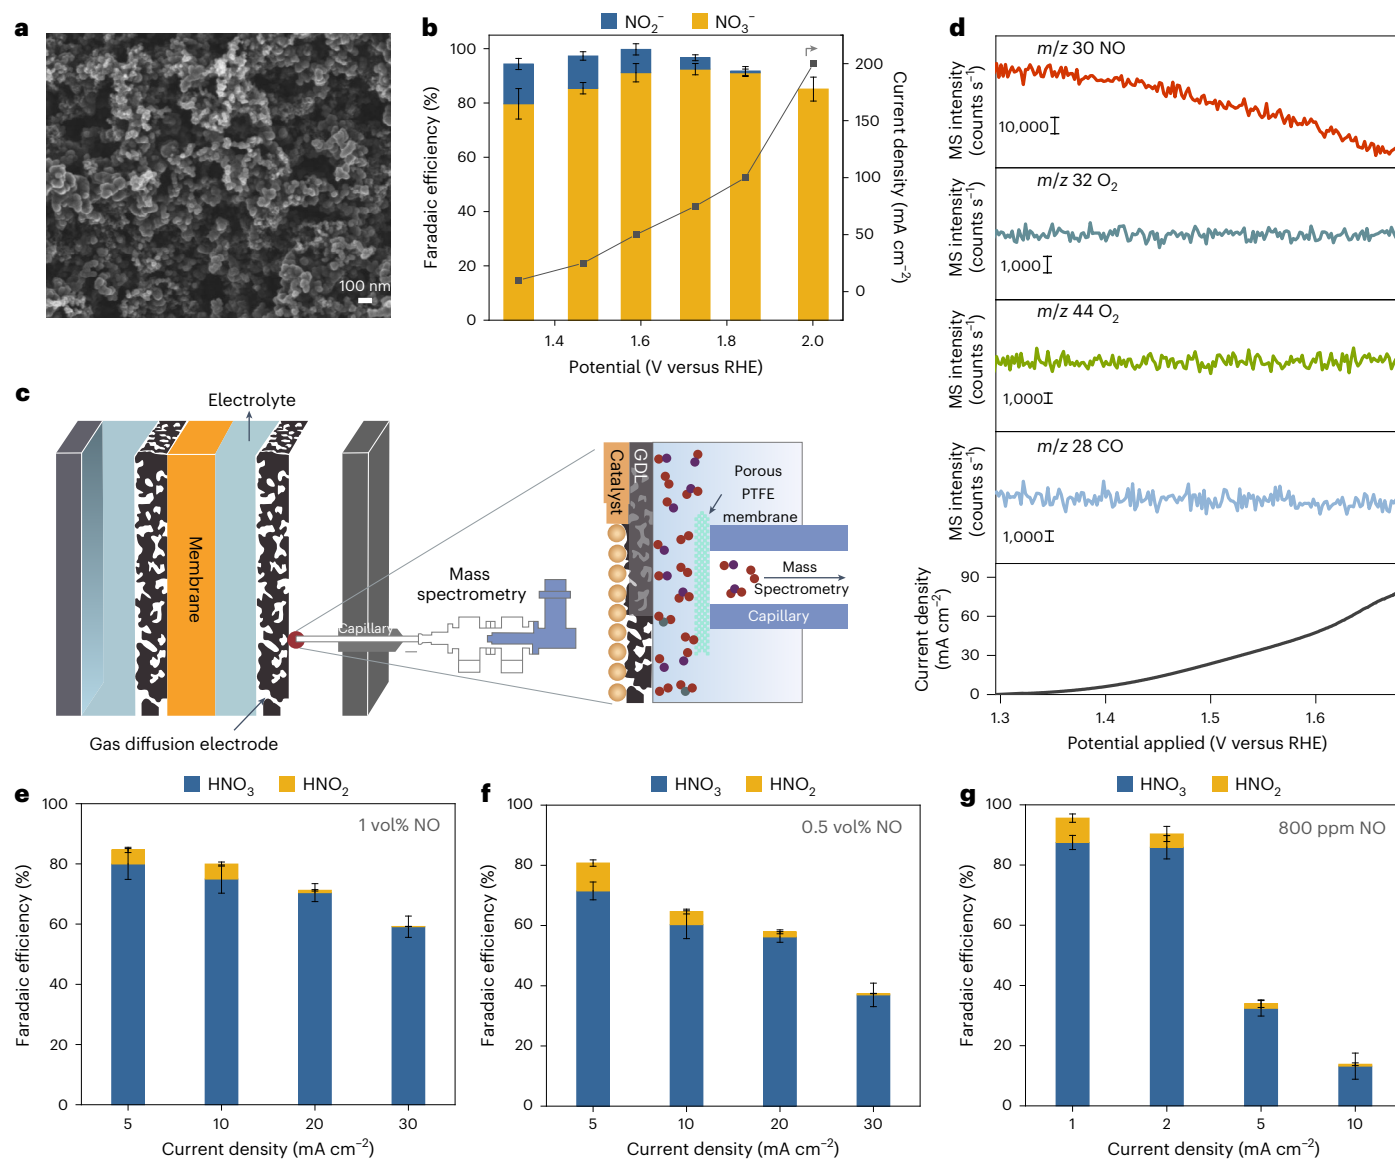 a
100 nm
b
NO₂⁻
NO₃⁻
100
80
60
40
20
0
Faradaic efficiency (%)
200
150
100
50
0
Current density (mA cm⁻²)
1.4
1.6
1.8
2.0
Potential (V versus RHE)
c
Electrolyte
Membrane
Gas diffusion electrode
Mass
spectrometry
Capillary
Catalyst
GDL
Porous
PTFE
membrane
Mass
Spectrometry
Capillary
d
m/z 30 NO
MS intensity
(counts s⁻¹)
10,000
m/z 32 O₂
MS intensity
(counts s⁻¹)
1,000
m/z 44 O₂
MS intensity
(counts s⁻¹)
1,000
m/z 28 CO
MS intensity
(counts s⁻¹)
1,000
90
60
30
0
Current density
(mA cm⁻²)
1.3
1.4
1.5
1.6
Potential applied (V versus RHE)
e
HNO₃
HNO₂
1 vol% NO
100
80
60
40
20
0
Faradaic efficiency (%)
5
10
20
30
Current density (mA cm⁻²)
f
HNO₃
HNO₂
0.5 vol% NO
100
80
60
40
20
0
Faradaic efficiency (%)
5
10
20
30
Current density (mA cm⁻²)
g
HNO₃
HNO₂
800 ppm NO
100
80
60
40
20
0
Faradaic efficiency (%)
1
2
5
10
Current density (mA cm⁻²)